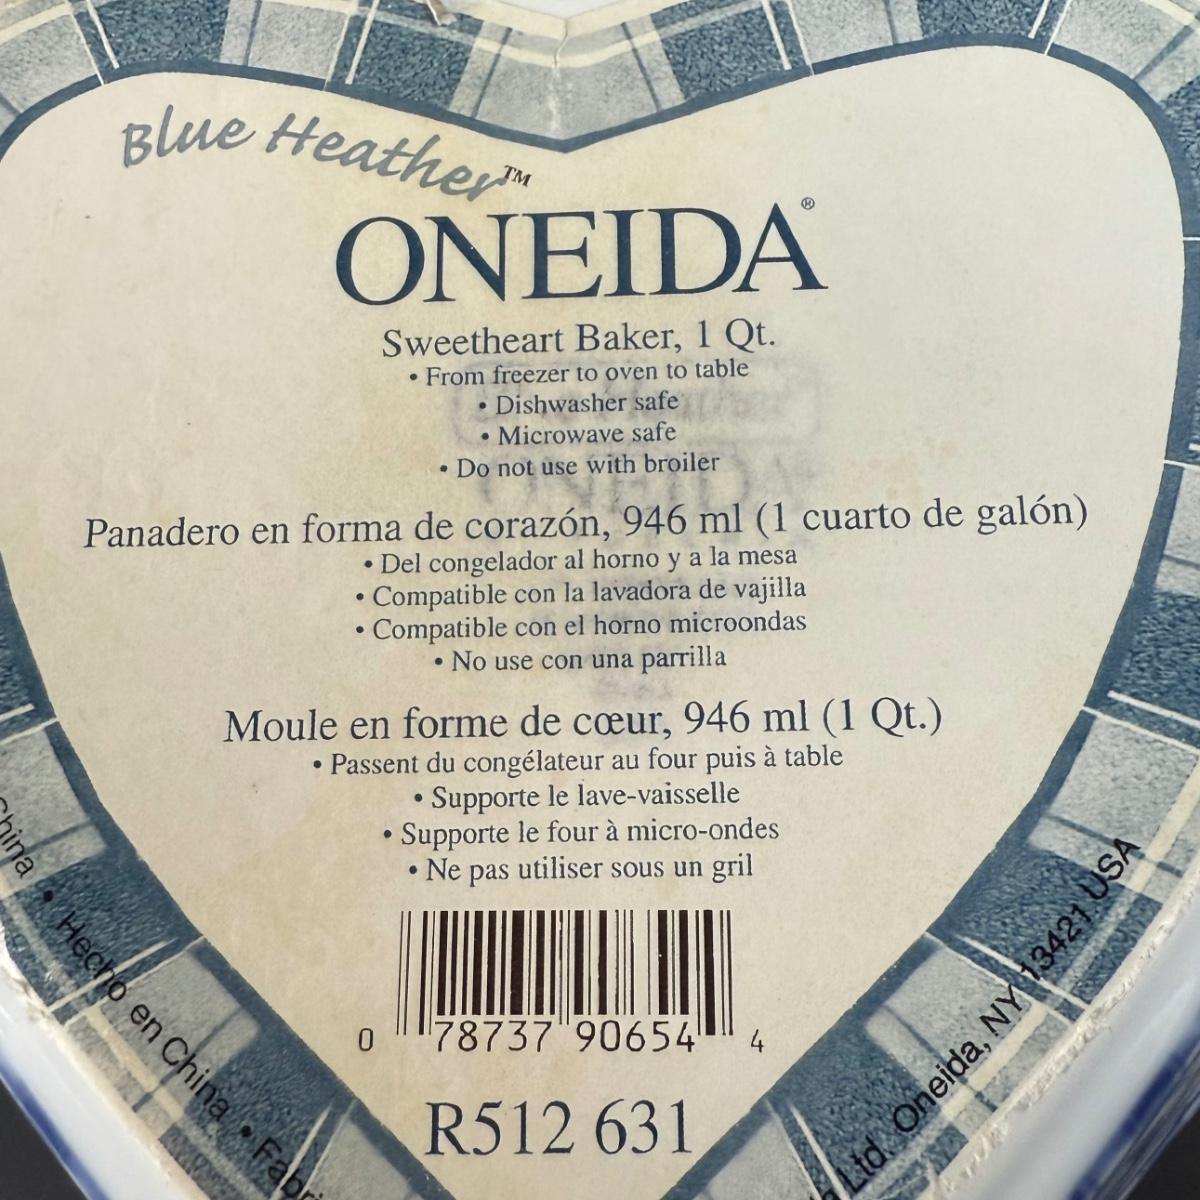 Blue Heather™
ONEIDA®
Sweetheart Baker, 1 Qt.
• From freezer to oven to table
• Dishwasher safe
• Microwave safe
• Do not use with broiler
Panadero en forma de corazón, 946 ml (1 cuarto de galón)
• Del congelador al horno y a la mesa
• Compatible con la lavadora de vajilla
• Compatible con el horno microondas
• No use con una parrilla
Moule en forme de cœur, 946 ml (1 Qt.)
• Passent du congélateur au four puis à table
• Supporte le lave-vaisselle
• Supporte le four à micro-ondes
• Ne pas utiliser sous un gril
0 78737 90654 4
R512 631
China • Hecho en China •
Ltd. Oneida, NY 13421 USA